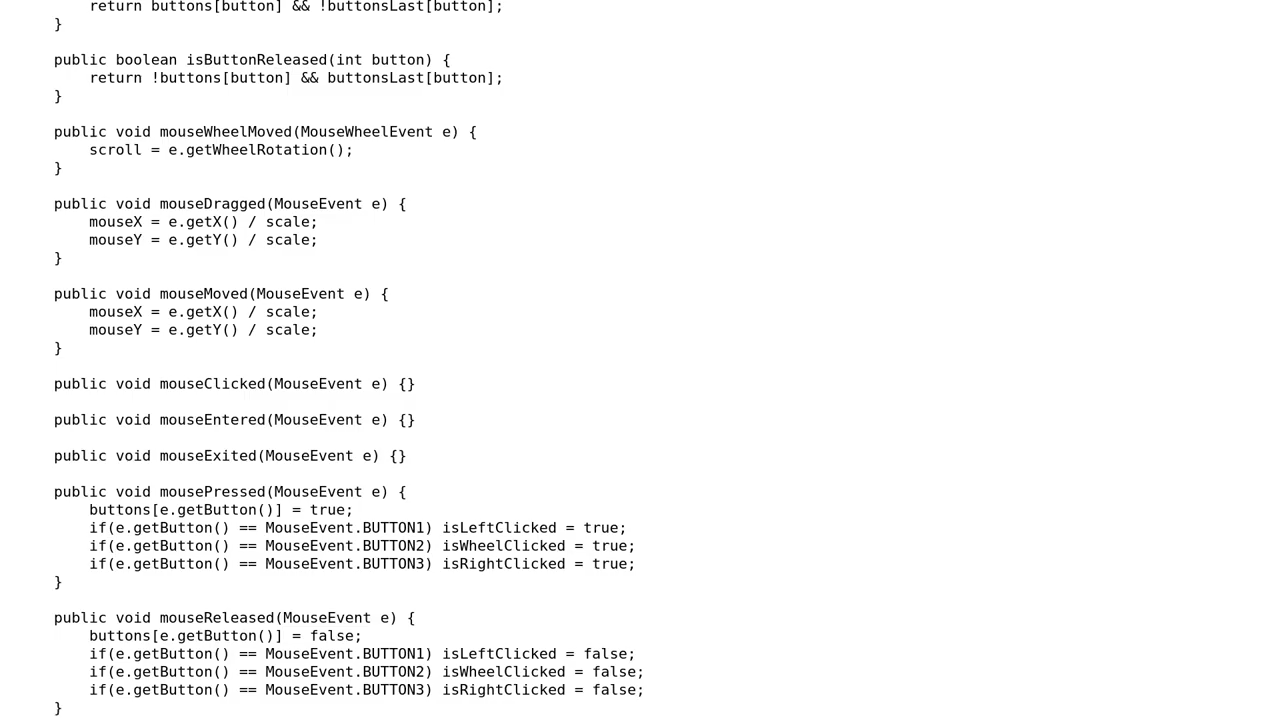 return buttons[button] && !buttonsLast[button];
}
public boolean isButtonReleased(int button) {
return !buttons[button] && buttonsLast[button];
}
public void mouseWheelMoved(MouseWheelEvent e) {
scroll = e.getWheelRotation();
}
public void mouseDragged(MouseEvent e) {
mouseX = e.getX() / scale;
mouseY = e.getY() / scale;
}
public void mouseMoved(MouseEvent e) {
mouseX = e.getX() / scale;
mouseY = e.getY() / scale;
}
public void mouseClicked(MouseEvent e) {}
public void mouseEntered(MouseEvent e) {}
public void mouseExited(MouseEvent e) {}
public void mousePressed(MouseEvent e) {
buttons[e.getButton()] = true;
if(e.getButton() == MouseEvent.BUTTON1) isLeftClicked = true;
if(e.getButton() == MouseEvent.BUTTON2) isWheelClicked = true;
if(e.getButton() == MouseEvent.BUTTON3) isRightClicked = true;
}
public void mouseReleased(MouseEvent e) {
buttons[e.getButton()] = false;
if(e.getButton() == MouseEvent.BUTTON1) isLeftClicked = false;
if(e.getButton() == MouseEvent.BUTTON2) isWheelClicked = false;
if(e.getButton() == MouseEvent.BUTTON3) isRightClicked = false;
}